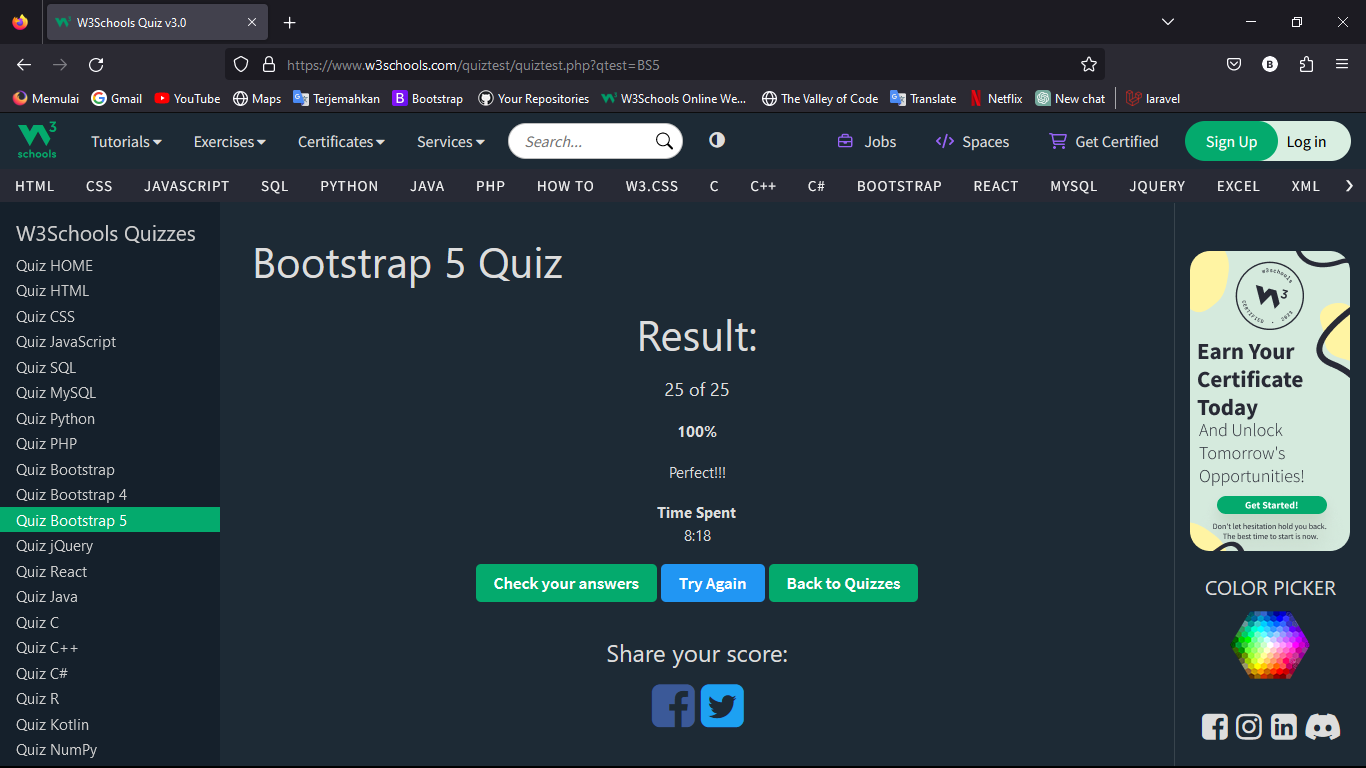 W3Schools Quiz v3.0
https://www.w3schools.com/quiztest/quiztest.php?qtest=BS5
B
Memulai Gmail YouTube Maps Terjemahkan B Bootstrap Your Repositories W3Schools Online We... The Valley of Code Translate Netflix New chat laravel
W3 schools Tutorials Exercises Certificates Services Search... Jobs Spaces Get Certified Sign Up Log in
HTML CSS JAVASCRIPT SQL PYTHON JAVA PHP HOW TO W3.CSS C C++ C# BOOTSTRAP REACT MYSQL JQUERY EXCEL XML
W3Schools Quizzes
Quiz HOME
Quiz HTML
Quiz CSS
Quiz JavaScript
Quiz SQL
Quiz MySQL
Quiz Python
Quiz PHP
Quiz Bootstrap
Quiz Bootstrap 4
Quiz Bootstrap 5
Quiz jQuery
Quiz React
Quiz Java
Quiz C
Quiz C++
Quiz C#
Quiz R
Quiz Kotlin
Quiz NumPy
Bootstrap 5 Quiz
Result:
25 of 25
100%
Perfect!!!
Time Spent
8:18
Check your answers Try Again Back to Quizzes
Share your score:
w3schools
W3
CERTIFIED
Earn Your
Certificate
Today
And Unlock
Tomorrow's
Opportunities!
Get Started!
Don't let hesitation hold you back.
The best time to start is now.
COLOR PICKER